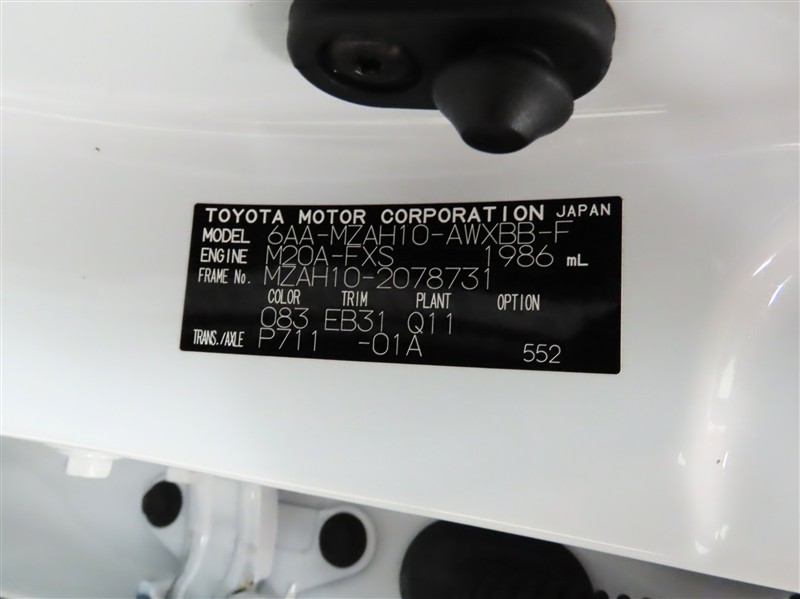 TOYOTA MOTOR CORPORATION JAPAN
MODEL 6AA-MZAH10-AWXBB-F
ENGINE M20A-FXS 1986 mL
FRAME No. MZAH10-2078731
COLOR TRIM PLANT OPTION
083 EB31 Q11
TRANS./AXLE P711 -01A 552